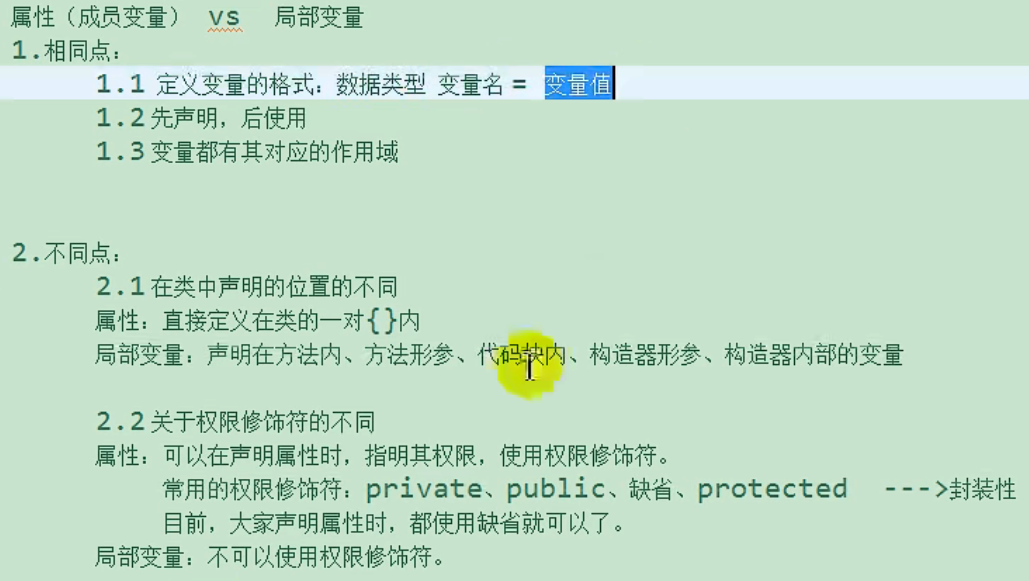 属性（成员变量） vs 局部变量
1.相同点：
1.1 定义变量的格式：数据类型 变量名 = 变量值
1.2 先声明，后使用
1.3 变量都有其对应的作用域
2.不同点：
2.1 在类中声明的位置的不同
属性：直接定义在类的一对{}内
局部变量：声明在方法内、方法形参、代码块内、构造器形参、构造器内部的变量
2.2 关于权限修饰符的不同
属性：可以在声明属性时，指明其权限，使用权限修饰符。
常用的权限修饰符：private、public、缺省、protected --->封装性
目前，大家声明属性时，都使用缺省就可以了。
局部变量：不可以使用权限修饰符。